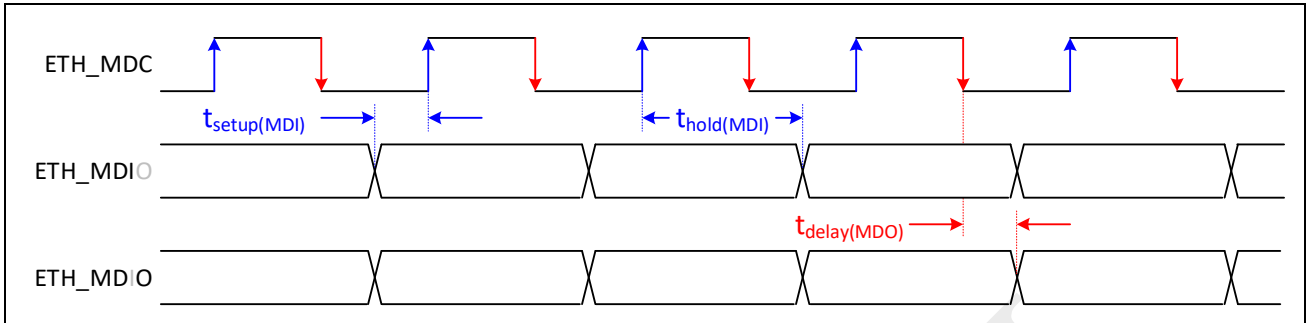 ETH_MDC
tsetup(MDI)
thold(MDI)
ETH_MDIO
tdelay(MDO)
ETH_MDIO